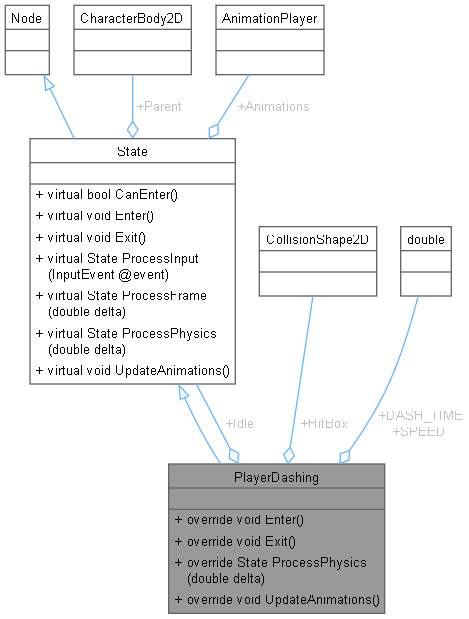 Node
CharacterBody2D
AnimationPlayer
+Parent
+Animations
State
+ virtual bool CanEnter()
+ virtual void Enter()
+ virtual void Exit()
+ virtual State ProcessInput
(InputEvent @event)
+ virtual State ProcessFrame
(double delta)
+ virtual State ProcessPhysics
(double delta)
+ virtual void UpdateAnimations()
CollisionShape2D
double
+Idle
+HitBox
+DASH_TIME
+SPEED
PlayerDashing
+ override void Enter()
+ override void Exit()
+ override State ProcessPhysics
(double delta)
+ override void UpdateAnimations()